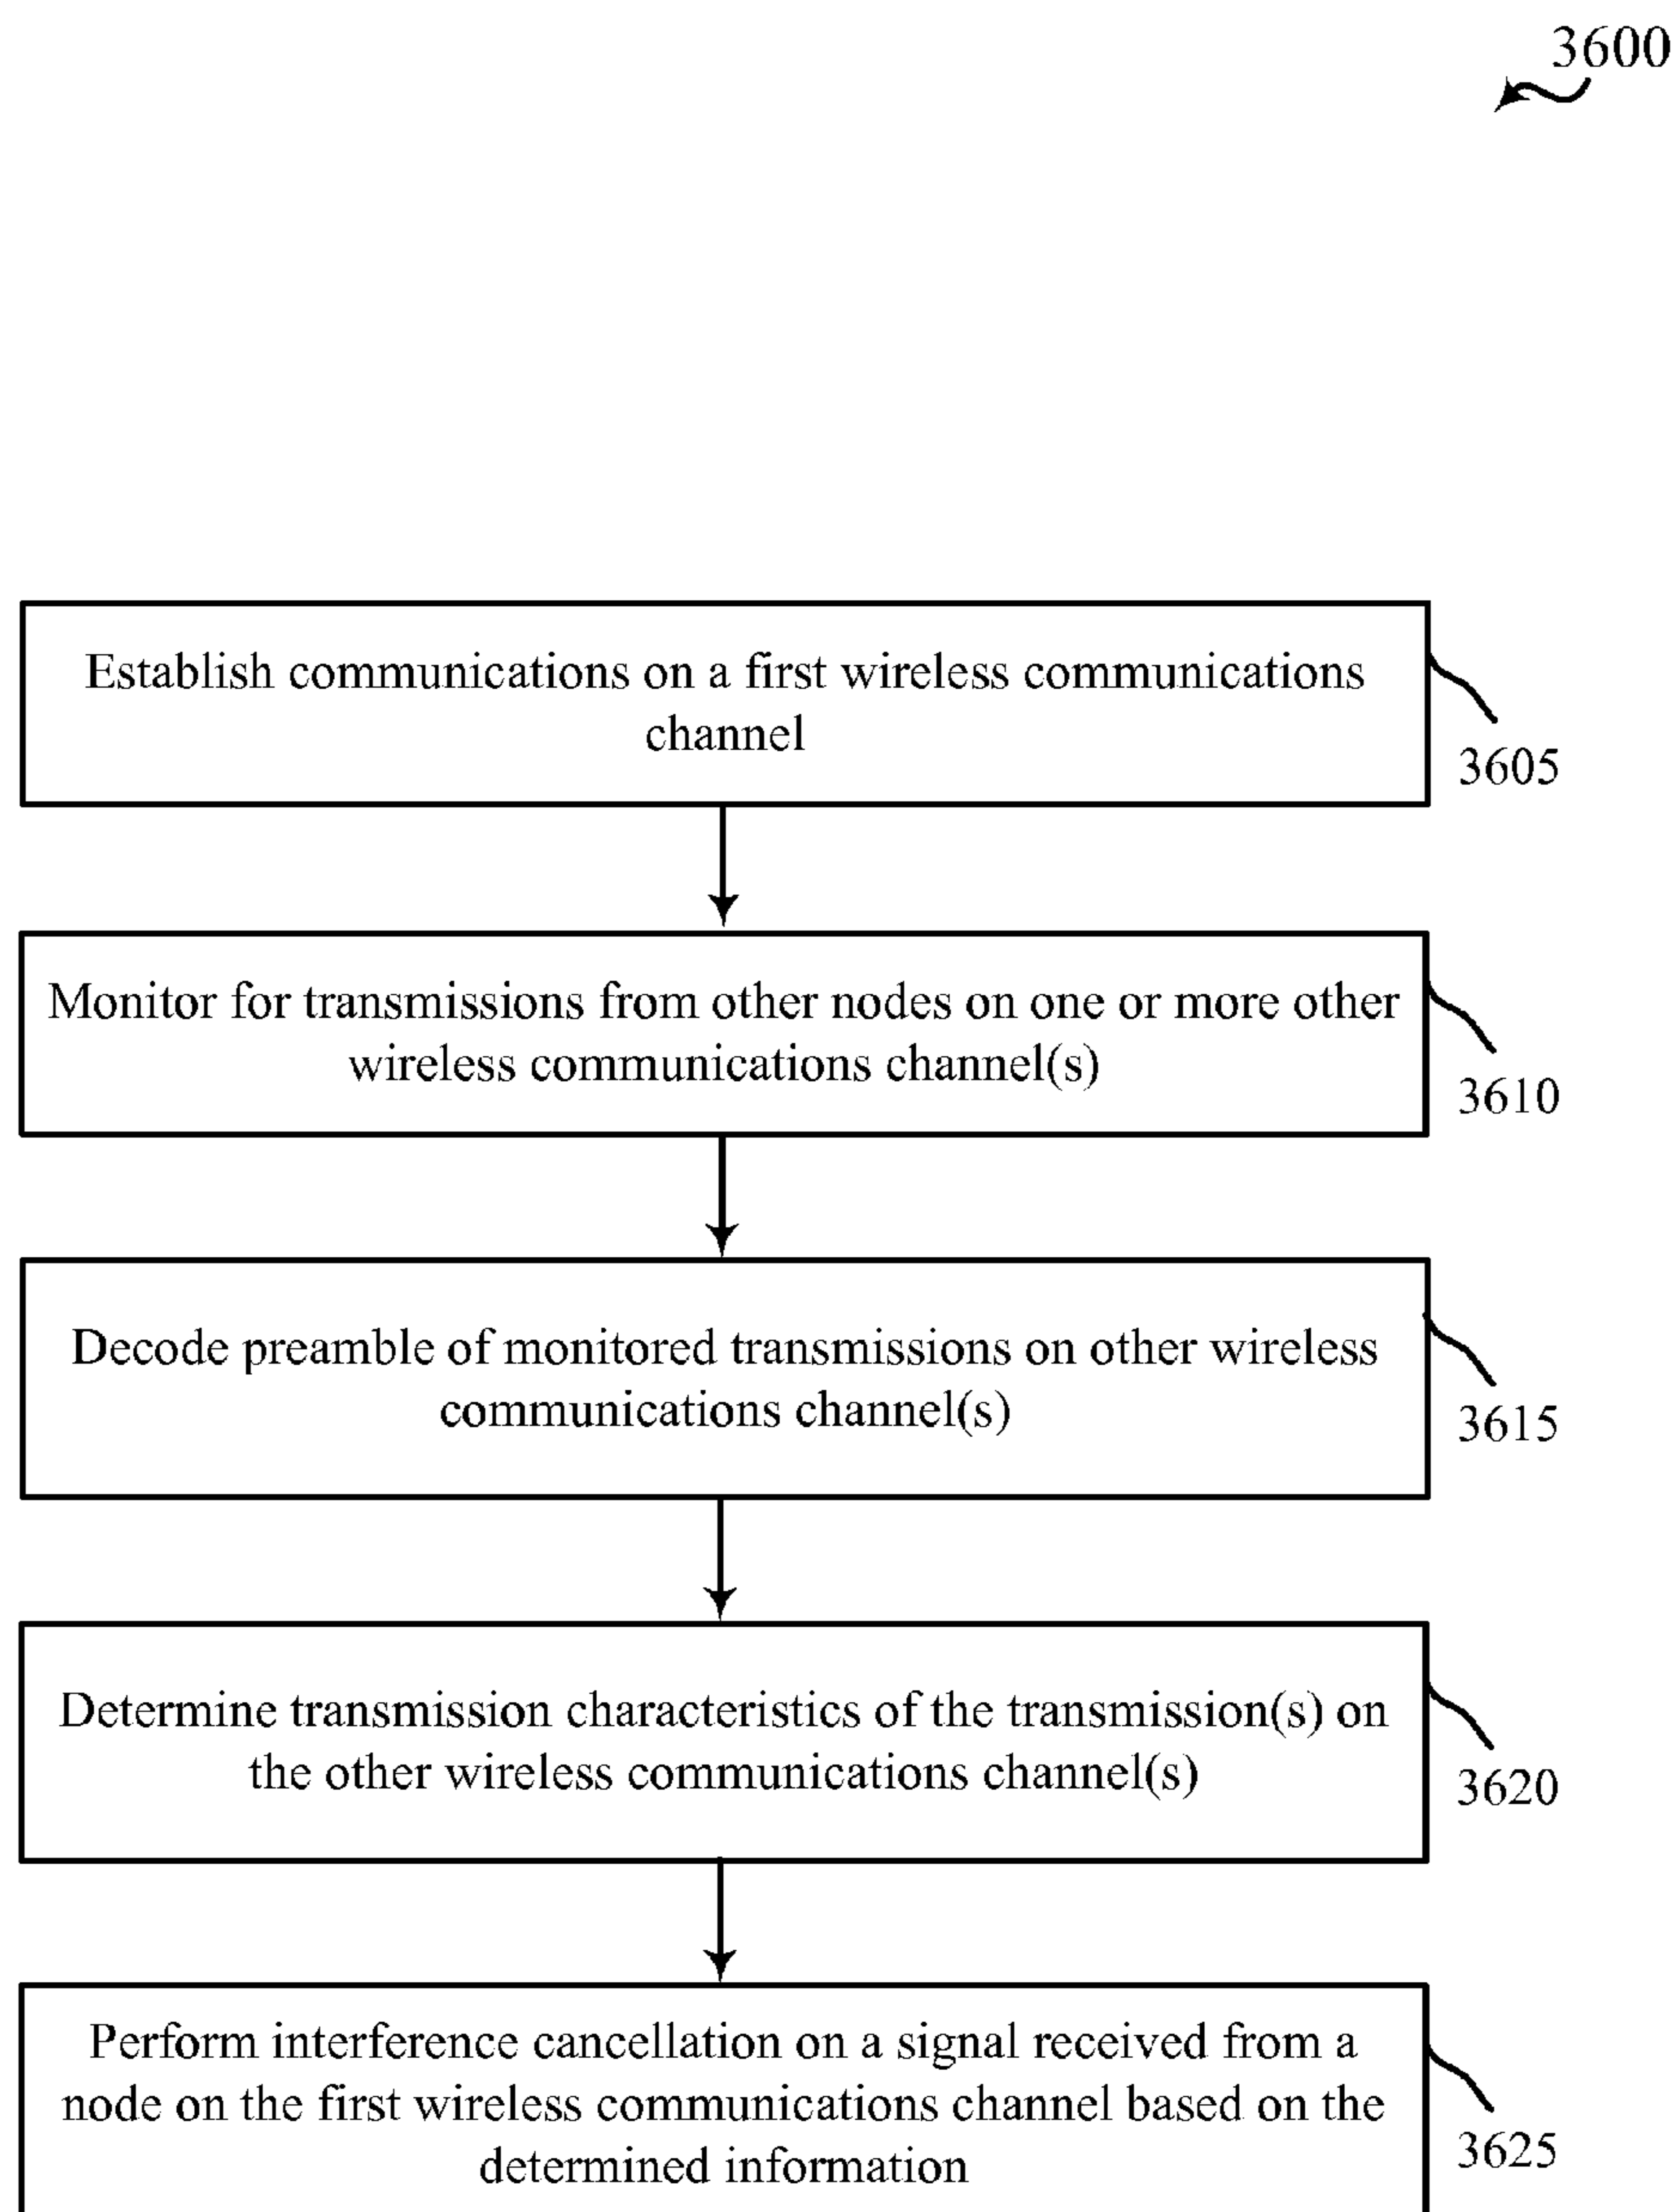 3600
Establish communications on a first wireless communications
channel
3605
Monitor for transmissions from other nodes on one or more other
wireless communications channel(s)
3610
Decode preamble of monitored transmissions on other wireless
communications channel(s)
3615
Determine transmission characteristics of the transmission(s) on
the other wireless communications channel(s)
3620
Perform interference cancellation on a signal received from a
node on the first wireless communications channel based on the
determined information
3625